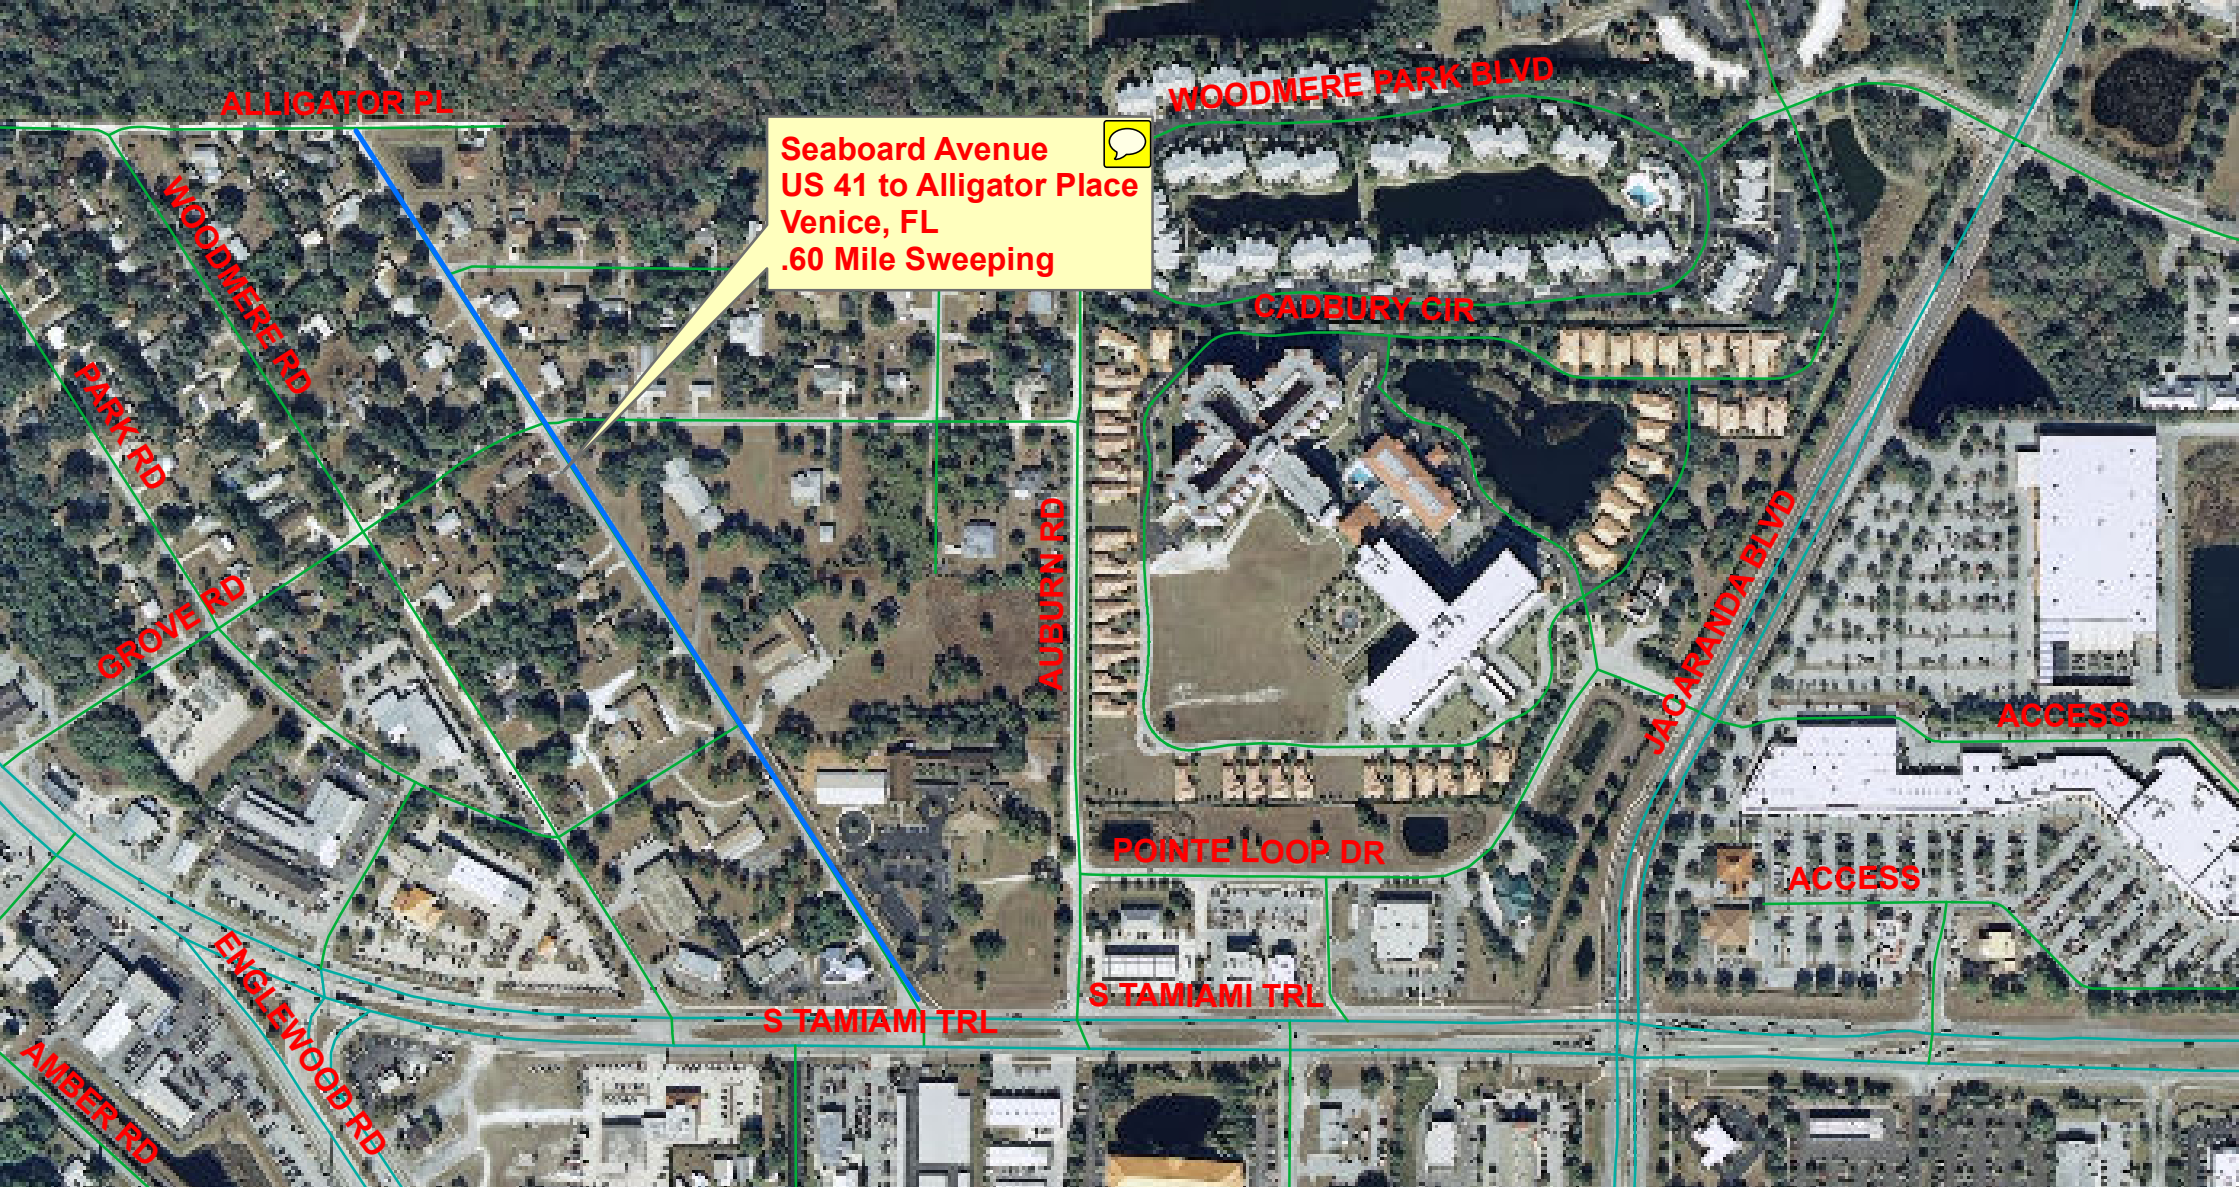 WOODMERE PARK BLVD
ALLIGATOR PL
Seaboard Avenue
US 41 to Alligator Place
Venice, FL
.60 Mile Sweeping
WOODMERE RD
CADBURY CIR
PARK RD
AUBURN RD
JACARANDA BLVD
GROVE RD
ACCESS
POINTE LOOP DR
ACCESS
ENGLEWOOD RD
S TAMIAMI TRL
S TAMIAMI TRL
AMBER RD